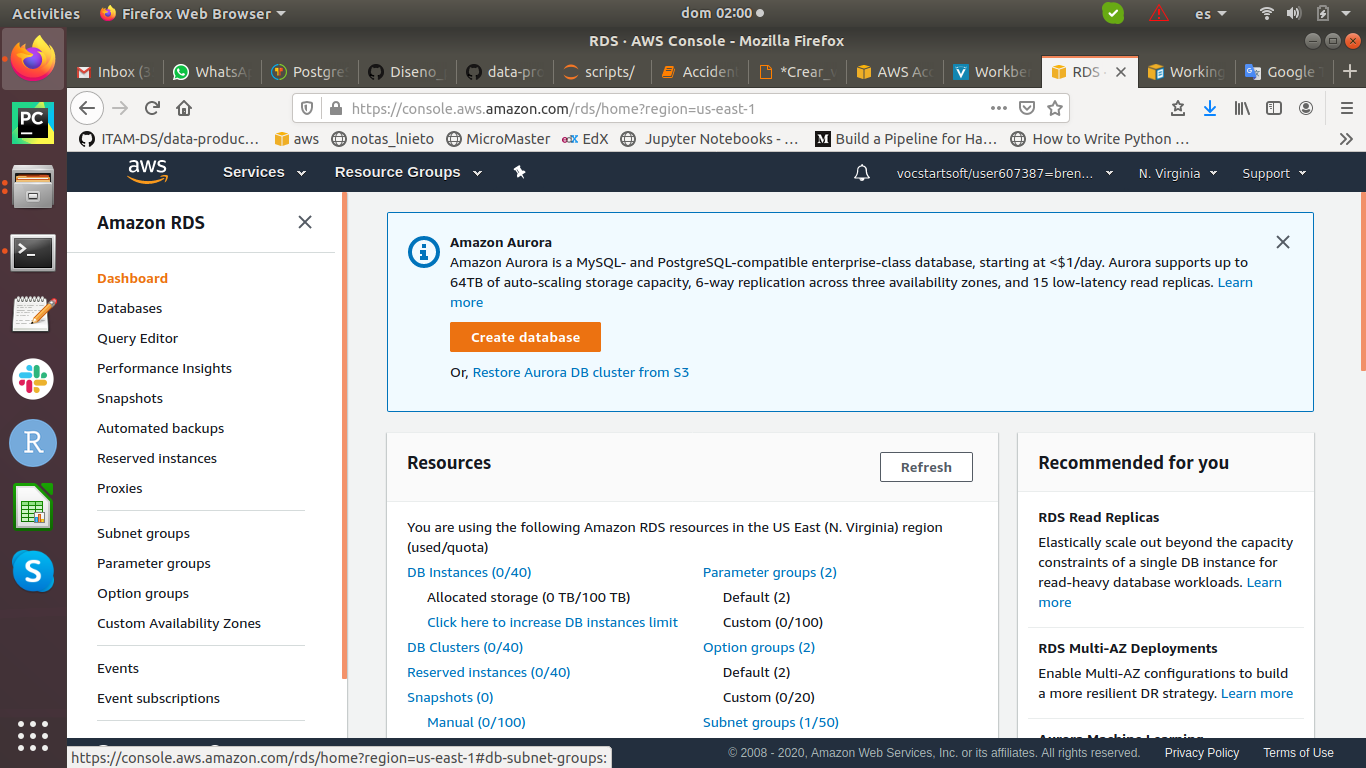 Activities Firefox Web Browser dom 02:00 es
RDS · AWS Console - Mozilla Firefox
Inbox (3 WhatsA Postgre Diseno_ data-pro scripts/ Acciden *Crear_v AWS Acc Workbe RDS · Working Google T
https://console.aws.amazon.com/rds/home?region=us-east-1
ITAM-DS/data-produc… aws notas_lnieto MicroMaster EdX Jupyter Notebooks - … Build a Pipeline for Ha… How to Write Python …
aws Services Resource Groups vocstartsoft/user607387=bren... N. Virginia Support
Amazon RDS
Dashboard
Databases
Query Editor
Performance Insights
Snapshots
Automated backups
Reserved instances
Proxies
Subnet groups
Parameter groups
Option groups
Custom Availability Zones
Events
Event subscriptions
Amazon Aurora
Amazon Aurora is a MySQL- and PostgreSQL-compatible enterprise-class database, starting at <$1/day. Aurora supports up to
64TB of auto-scaling storage capacity, 6-way replication across three availability zones, and 15 low-latency read replicas. Learn
more
Create database
Or, Restore Aurora DB cluster from S3
Resources
Refresh
You are using the following Amazon RDS resources in the US East (N. Virginia) region
(used/quota)
DB Instances (0/40)
Allocated storage (0 TB/100 TB)
Click here to increase DB instances limit
DB Clusters (0/40)
Reserved instances (0/40)
Snapshots (0)
Manual (0/100)
Parameter groups (2)
Default (2)
Custom (0/100)
Option groups (2)
Default (2)
Custom (0/20)
Subnet groups (1/50)
Recommended for you
RDS Read Replicas
Elastically scale out beyond the capacity
constraints of a single DB instance for
read-heavy database workloads. Learn
more
RDS Multi-AZ Deployments
Enable Multi-AZ configurations to build
a more resilient DR strategy. Learn more
Aurora Machine Learning
PC
R
S
https://console.aws.amazon.com/rds/home?region=us-east-1#db-subnet-groups:
© 2008 - 2020, Amazon Web Services, Inc. or its affiliates. All rights reserved. Privacy Policy Terms of Use